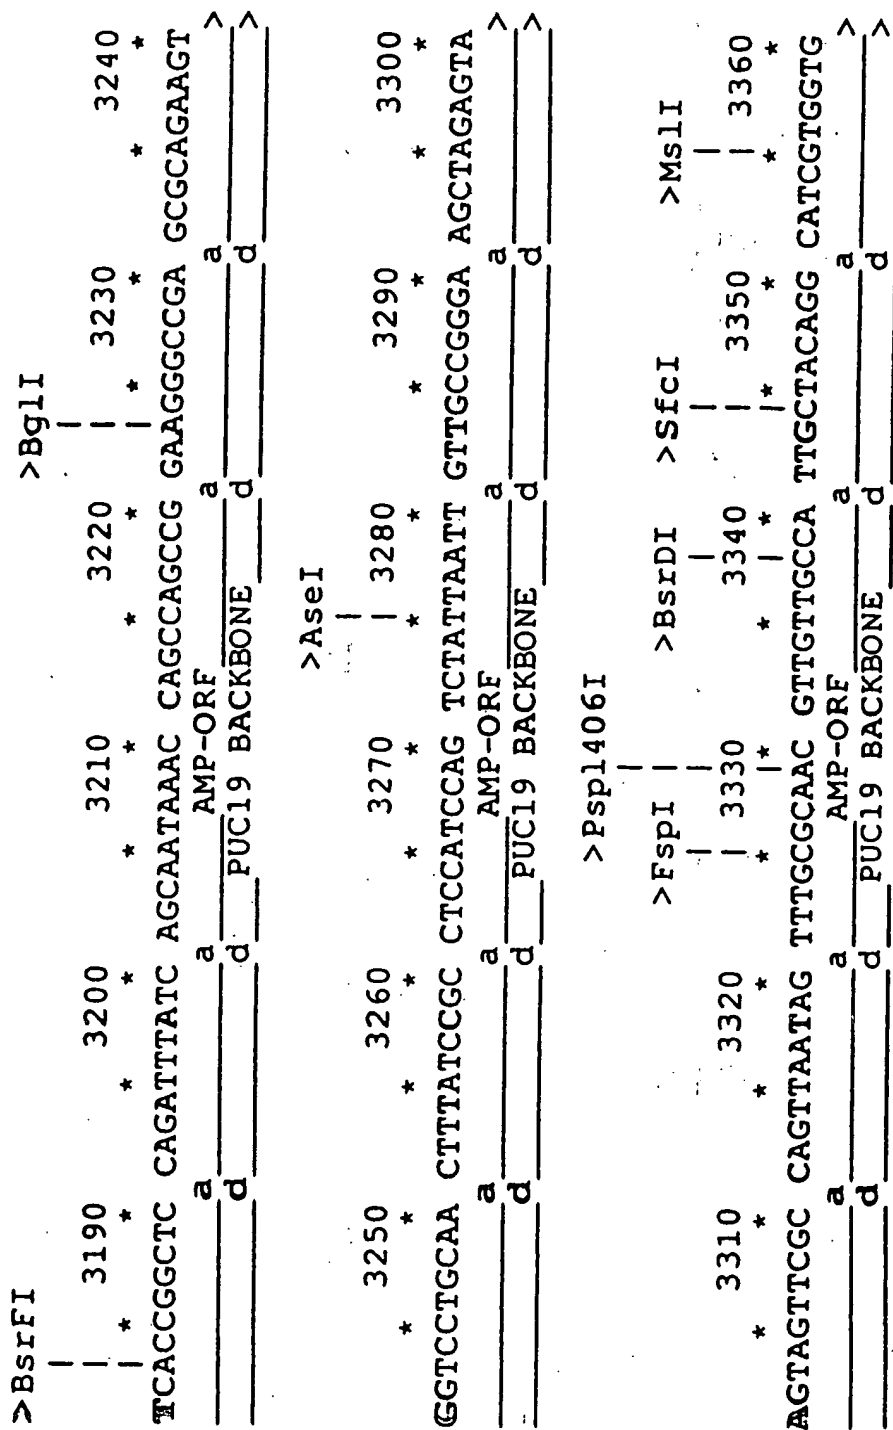 >BsrFI >BglI
3190 3200 3210 3220 3230 3240
* * * * * * * * * * * *
TCACCGGCTC CAGATTTATC AGCAATAAAC CAGCCAGCCG GAAGGGCCGA GCGCAGAAGT
a a AMP-ORF a a >
d d PUC19 BACKBONE d d >
>AseI
3250 3260 3270 3280 3290 3300
* * * * * * * * * * * *
GGTCCTGCAA CTTTATCCGC CTCCATCCAG TCTATTAATT GTTGCCGGGA AGCTAGAGTA
a a AMP-ORF a a >
d d PUC19 BACKBONE d d >
>Psp1406I
>FspI >BsrDI >SfcI >MslI
3310 3320 3330 3340 3350 3360
* * * * * * * * * * * *
AGTAGTTCGC CAGTTAATAG TTTGCGCAAC GTTGTTGCCA TTGCTACAGG CATCGTGGTG
a a AMP-ORF a a >
d d PUC19 BACKBONE d d >